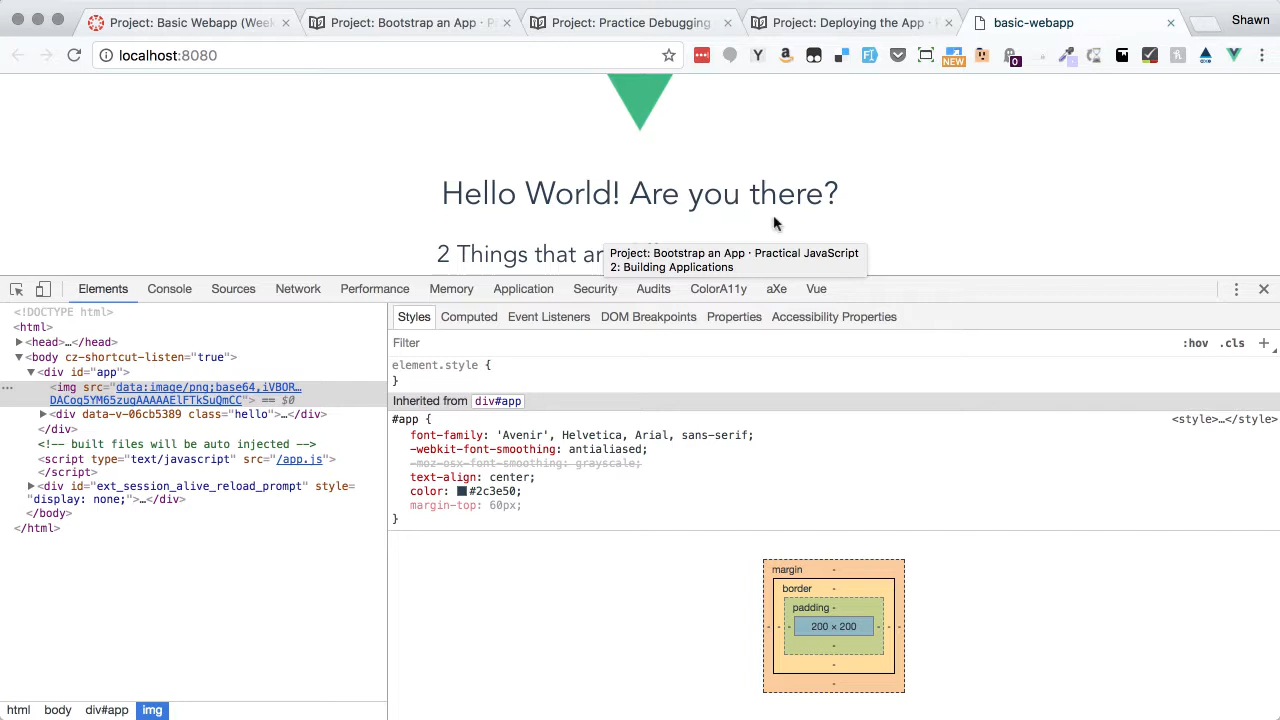 Project: Basic Webapp (Week
Project: Bootstrap an App · P
Project: Practice Debugging
Project: Deploying the App ·
basic-webapp
Shawn
localhost:8080
NEW
0
Hello World! Are you there?
2 Things that are
Project: Bootstrap an App · Practical JavaScript
2: Building Applications
Elements Console Sources Network Performance Memory Application Security Audits ColorA11y aXe Vue
<!DOCTYPE html>
<html>
<head>…</head>
<body cz-shortcut-listen="true">
<div id="app">
<img src="data:image/png;base64,iVBOR…
DACog5YM65zugAAAAAElFTkSuQmCC"> == $0
<div data-v-06cb5389 class="hello">…</div>
</div>
<!-- built files will be auto injected -->
<script type="text/javascript" src="/app.js">
</script>
<div id="ext_session_alive_reload_prompt" style=
"display: none;">…</div>
</body>
</html>
html body div#app img
Styles Computed Event Listeners DOM Breakpoints Properties Accessibility Properties
Filter :hov .cls +
element.style {
}
Inherited from div#app
#app { <style>…</style>
font-family: 'Avenir', Helvetica, Arial, sans-serif;
-webkit-font-smoothing: antialiased;
-moz-osx-font-smoothing: grayscale;
text-align: center;
color: #2c3e50;
margin-top: 60px;
}
margin -
border -
padding -
200 × 200